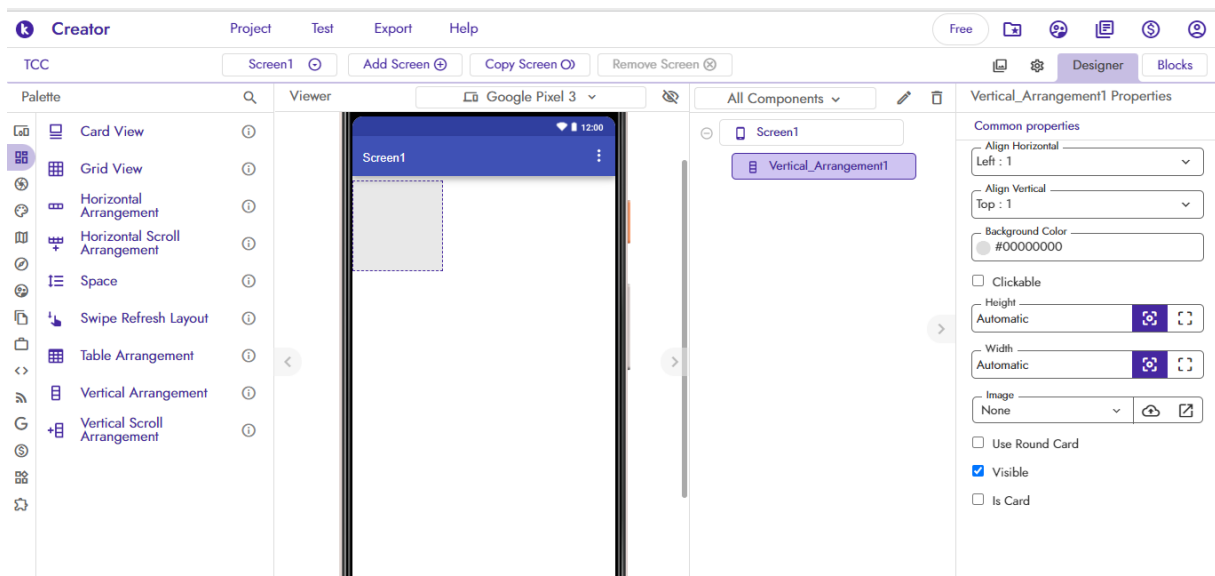 Creator Project Test Export Help Free
TCC Screen1 Add Screen Copy Screen Remove Screen Designer Blocks
Palette
Card View
Grid View
Horizontal
Arrangement
Horizontal Scroll
Arrangement
Space
Swipe Refresh Layout
Table Arrangement
Vertical Arrangement
Vertical Scroll
Arrangement
Viewer Google Pixel 3
12:00
Screen1
All Components
Screen1
Vertical_Arrangement1
Vertical_Arrangement1 Properties
Common properties
Align Horizontal
Left : 1
Align Vertical
Top : 1
Background Color
#00000000
Clickable
Height
Automatic
Width
Automatic
Image
None
Use Round Card
Visible
Is Card